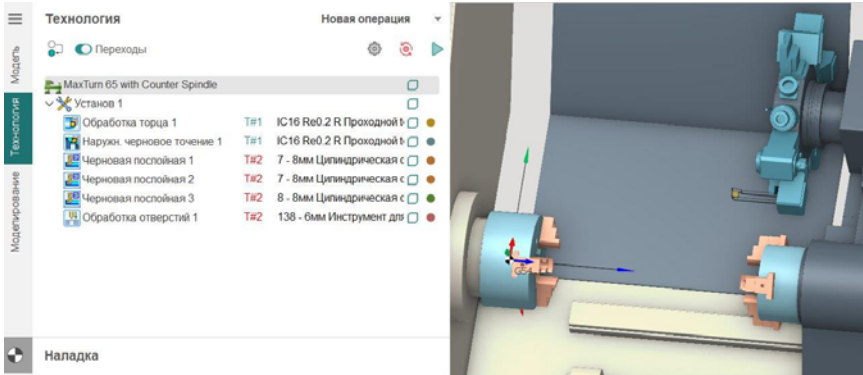 Технология
Новая операция
Переходы
Модель
Технология
Моделирование
MaxTurn 65 with Counter Spindle
Установ 1
Обработка торца 1 T#1 IC16 Re0.2 R Проходной
Наружн. черновое точение 1 T#1 IC16 Re0.2 R Проходной
Черновая послойная 1 T#2 7 - 8мм Цилиндрическая с
Черновая послойная 2 T#2 7 - 8мм Цилиндрическая с
Черновая послойная 3 T#2 8 - 8мм Цилиндрическая с
Обработка отверстий 1 T#2 138 - 6мм Инструмент для
Наладка
G54